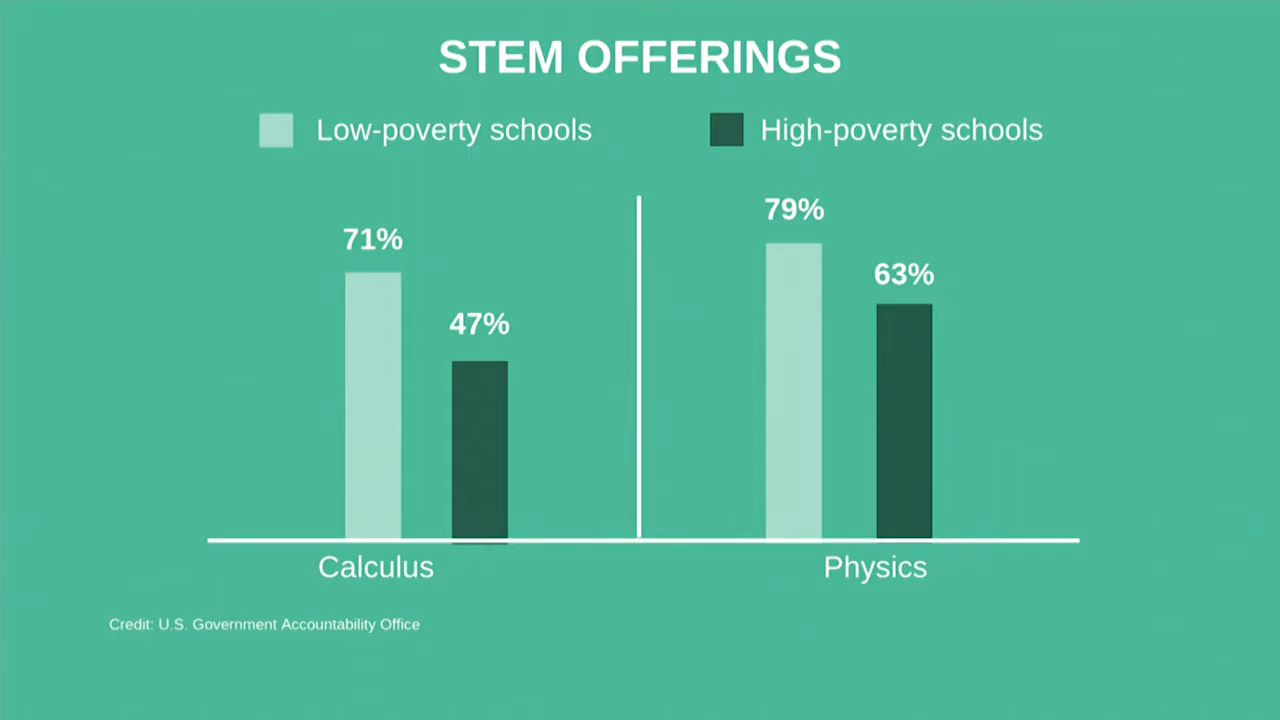 STEM OFFERINGS
Low-poverty schools
High-poverty schools
71%
47%
79%
63%
Calculus
Physics
Credit: U.S. Government Accountability Office